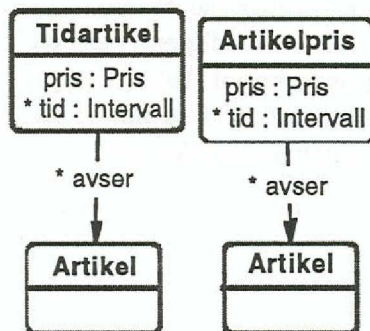 Tidartikel
pris : Pris
* tid : Intervall
* avser
Artikel
Artikelpris
pris : Pris
* tid : Intervall
* avser
Artikel